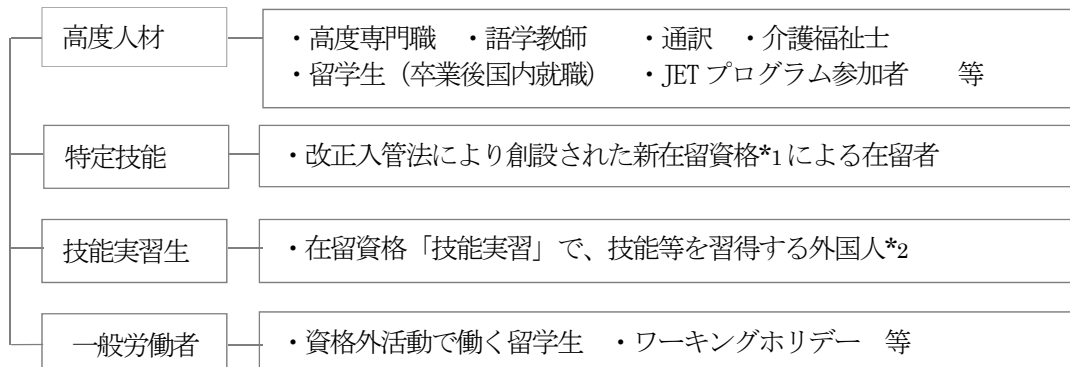 高度人材
・高度専門職 ・語学教師 ・通訳 ・介護福祉士
・留学生（卒業後国内就職） ・JET プログラム参加者 等
特定技能
・改正入管法により創設された新在留資格*1による在留者
技能実習生
・在留資格「技能実習」で、技能等を習得する外国人*2
一般労働者
・資格外活動で働く留学生 ・ワーキングホリデー 等